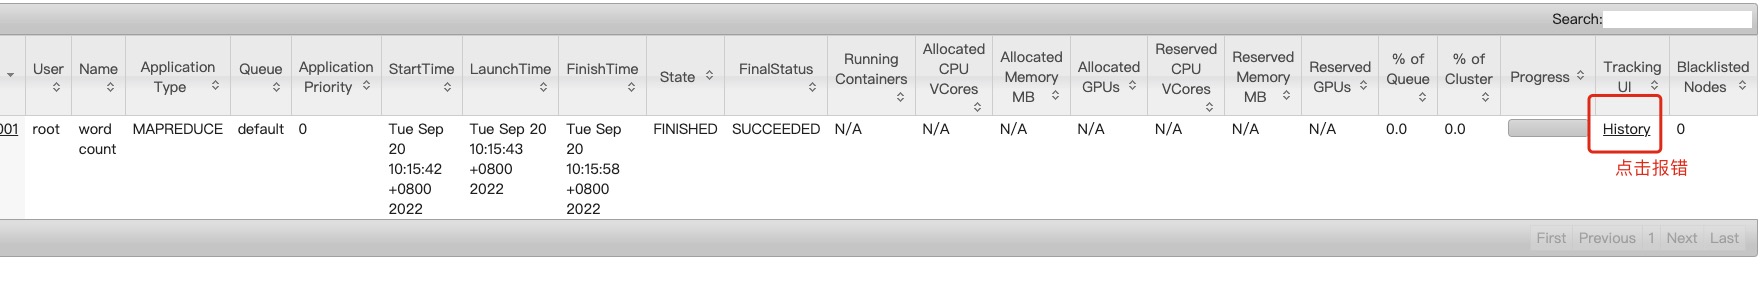 Search:
User
Name
Application
Type
Queue
Application
Priority
StartTime
LaunchTime
FinishTime
State
FinalStatus
Running
Containers
Allocated
CPU
VCores
Allocated
Memory
MB
Allocated
GPUs
Reserved
CPU
VCores
Reserved
Memory
MB
Reserved
GPUs
% of
Queue
% of
Cluster
Progress
Tracking
UI
Blacklisted
Nodes
001
root
word
count
MAPREDUCE
default
0
Tue Sep
20
10:15:42
+0800
2022
Tue Sep 20
10:15:43
+0800
2022
Tue Sep
20
10:15:58
+0800
2022
FINISHED
SUCCEEDED
N/A
N/A
N/A
N/A
N/A
N/A
N/A
0.0
0.0
History
0
点击报错
First Previous 1 Next Last